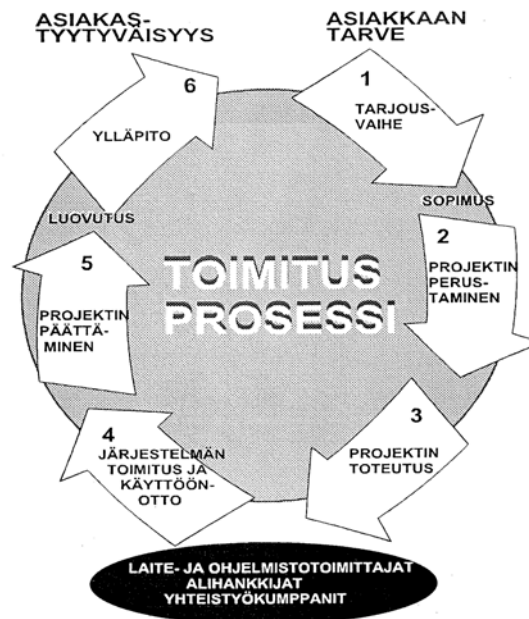 ASIAKAS-
TYYTYVÄISYYS
ASIAKKAAN
TARVE
1
TARJOUS-
VAIHE
SOPIMUS
2
PROJEKTIN
PERUS-
TAMINEN
3
PROJEKTIN
TOTEUTUS
4
JÄRJESTELMÄN
TOIMITUS JA
KÄYTTÖÖN-
OTTO
5
PROJEKTIN
PÄÄTTÄ-
MINEN
LUOVUTUS
6
YLLÄPITO
TOIMITUS
PROSESSI
LAITE- JA OHJELMISTOTOIMITTAJAT
ALIHANKKIJAT
YHTEISTYÖKUMPPANIT